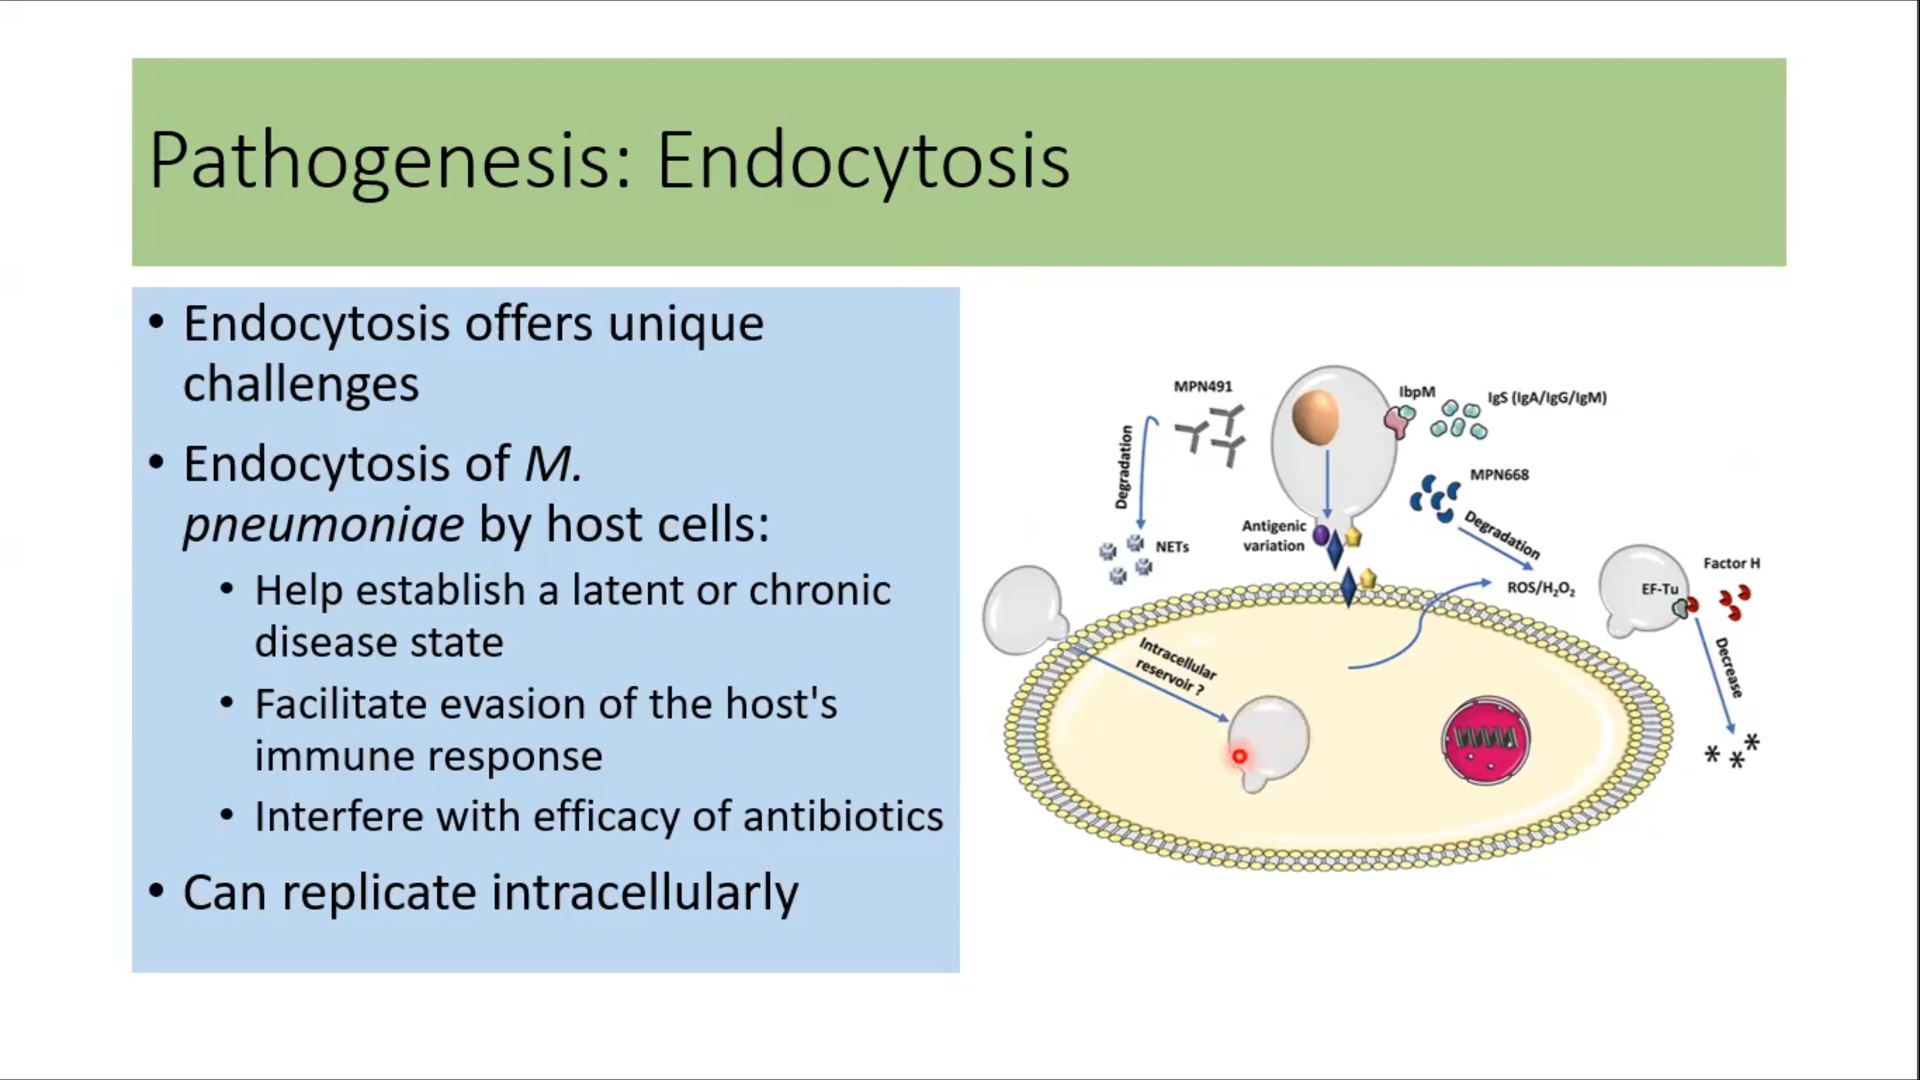 Pathogenesis: Endocytosis
• Endocytosis offers unique
challenges
• Endocytosis of M.
pneumoniae by host cells:
• Help establish a latent or chronic
disease state
• Facilitate evasion of the host's
immune response
• Interfere with efficacy of antibiotics
• Can replicate intracellularly
MPN491
Degradation
NETs
Antigenic
variation
IbpM
IgS (IgA/IgG/IgM)
MPN668
Degradation
ROS/H₂O₂
EF-Tu
Factor H
Decrease
* * *
Intracellular
reservoir ?